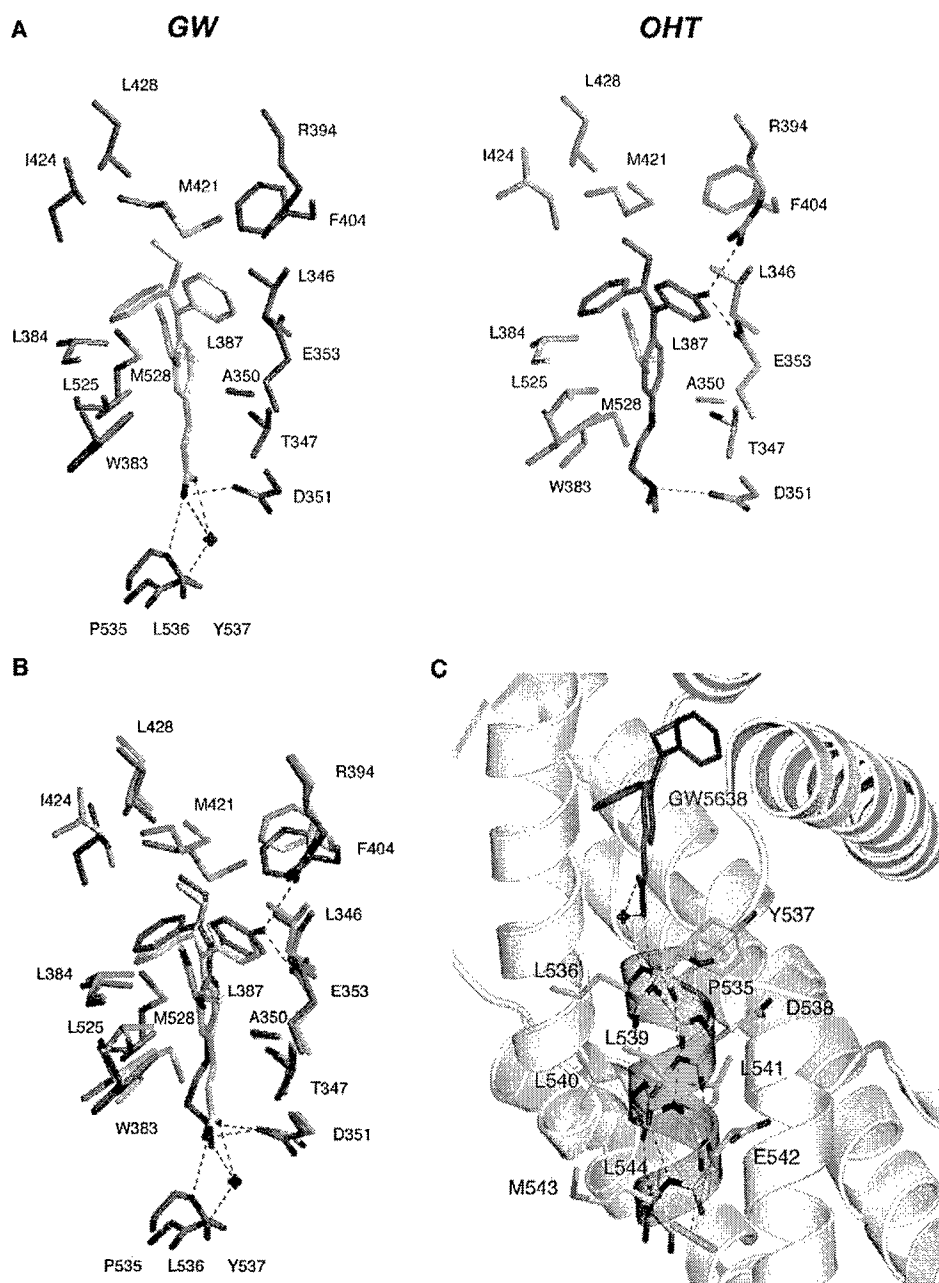 A
GW
OHT
L428
R394
I424
M421
F404
L346
L384
L387
E353
L525
M528
A350
T347
W383
D351
P535 L536 Y537
L428
R394
I424
M421
F404
L346
L384
L387
E353
L525
M528
A350
T347
W383
D351
B
L428
R394
I424
M421
F404
L346
L384
L387
E353
L525
M528
A350
T347
W383
D351
P535 L536 Y537
C
GW5638
Y537
L536
P535
D538
L539
L540
L541
L544
E542
M543